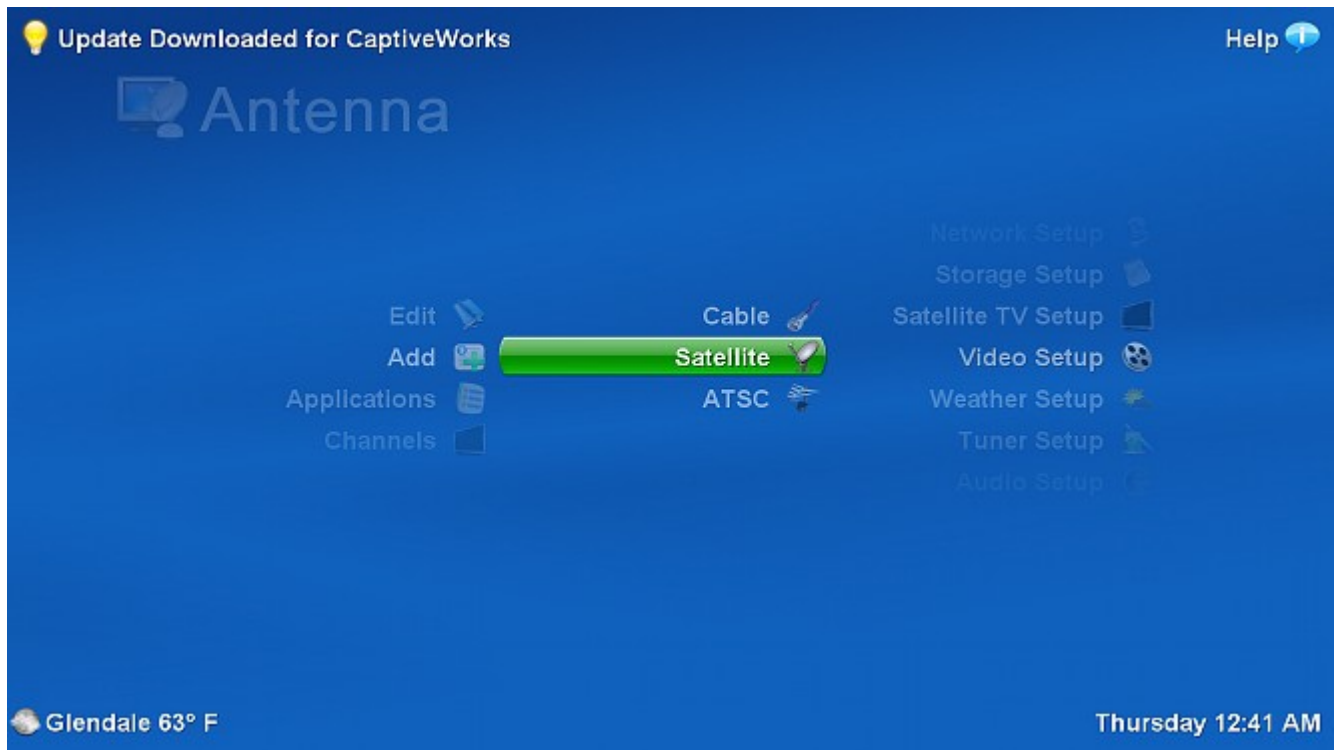 Update Downloaded for CaptiveWorks
Help
Antenna
Network Setup
Storage Setup
Edit
Cable
Satellite TV Setup
Add
Satellite
Video Setup
Applications
ATSC
Weather Setup
Channels
Tuner Setup
Audio Setup
Glendale 63° F
Thursday 12:41 AM